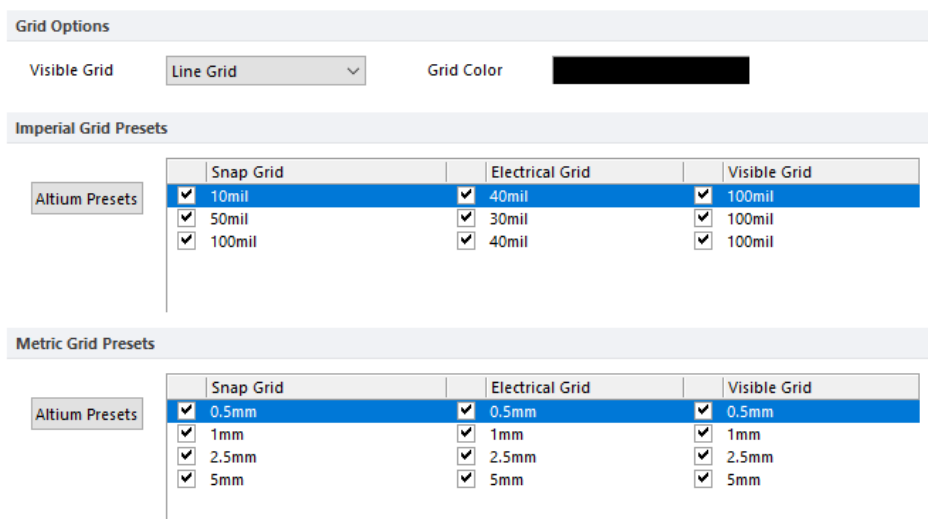 Grid Options
Visible Grid Line Grid Grid Color
Imperial Grid Presets
Snap Grid Electrical Grid Visible Grid
Altium Presets 10mil 40mil 100mil
50mil 30mil 100mil
100mil 40mil 100mil
Metric Grid Presets
Snap Grid Electrical Grid Visible Grid
Altium Presets 0.5mm 0.5mm 0.5mm
1mm 1mm 1mm
2.5mm 2.5mm 2.5mm
5mm 5mm 5mm